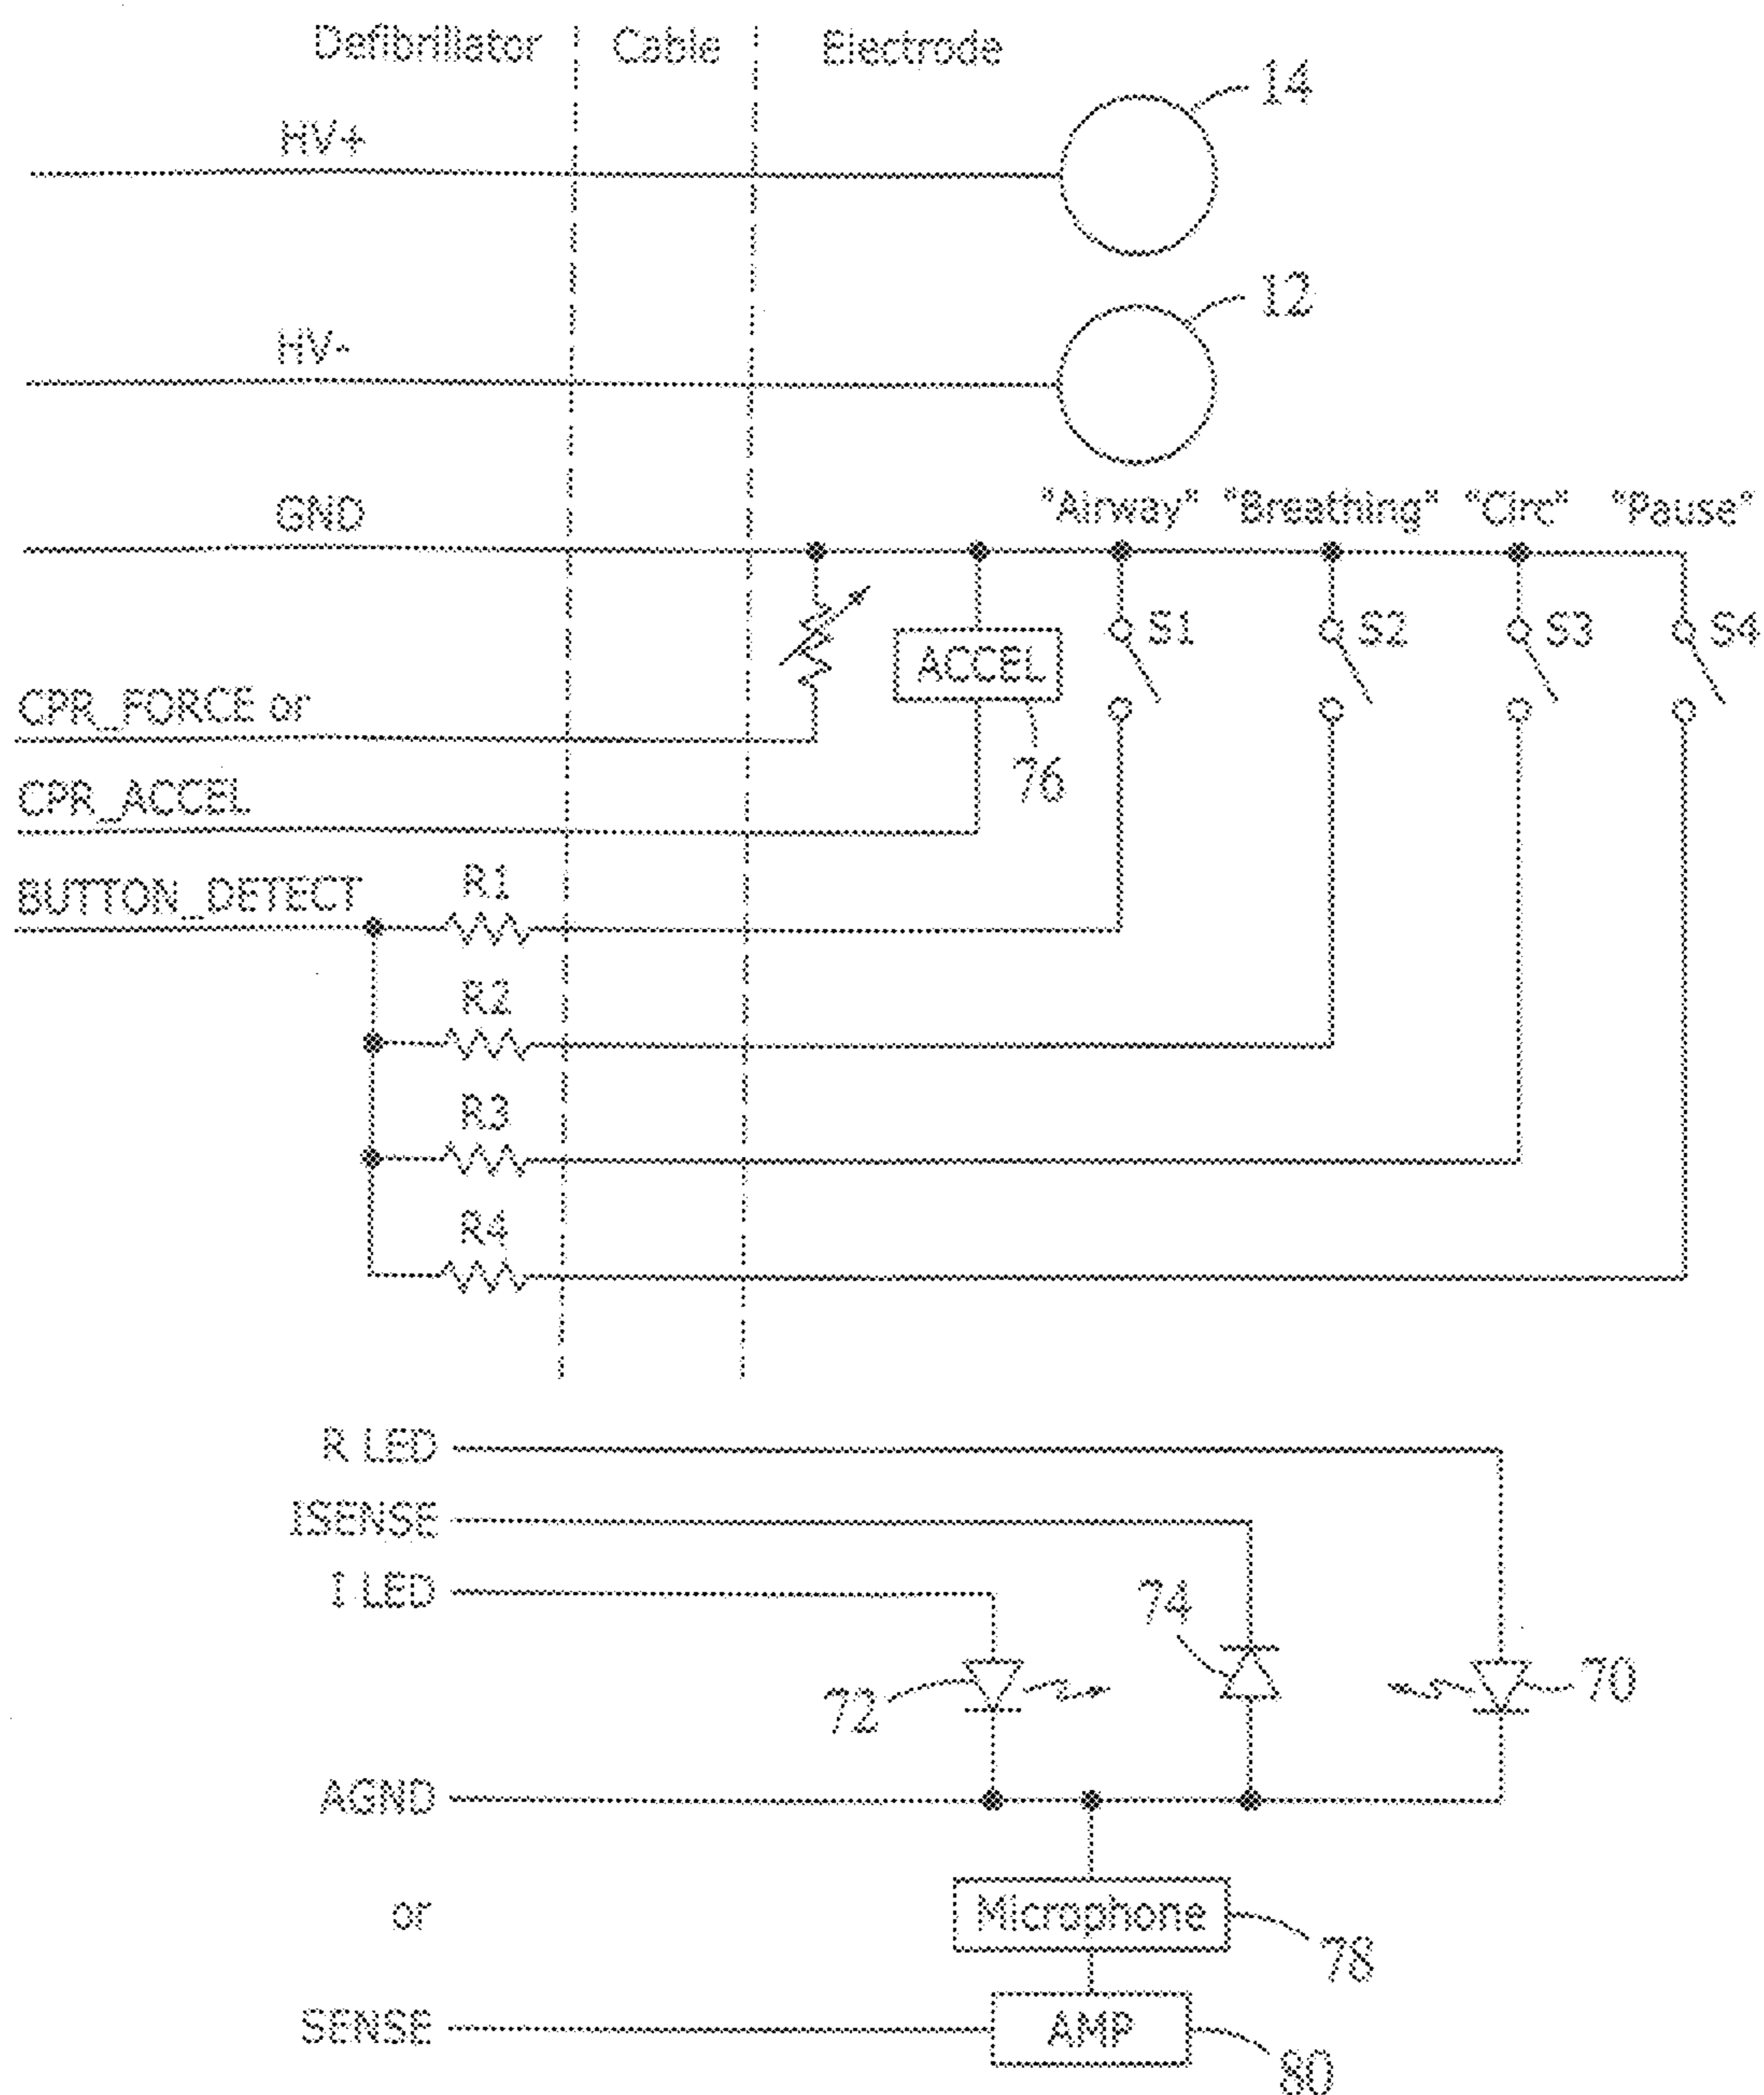 Defibrillator Cable Electrode
14
HV+
12
HV-
GND
"Airway" "Breathing" "Circ" "Pause"
S1 S2 S3 S4
ACCEL
CPR_FORCE or
76
CPR_ACCEL
BUTTON_DETECT
R1
R2
R3
R4
R LED
ISENSE
I LED
74
72
70
AGND
or
Microphone
78
SENSE
AMP
80